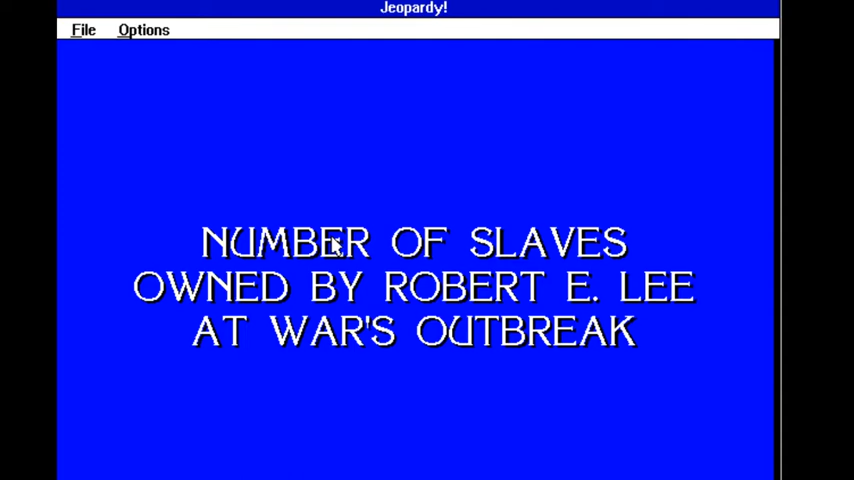 Jeopardy!
File Options
NUMBER OF SLAVES
OWNED BY ROBERT E. LEE
AT WAR'S OUTBREAK